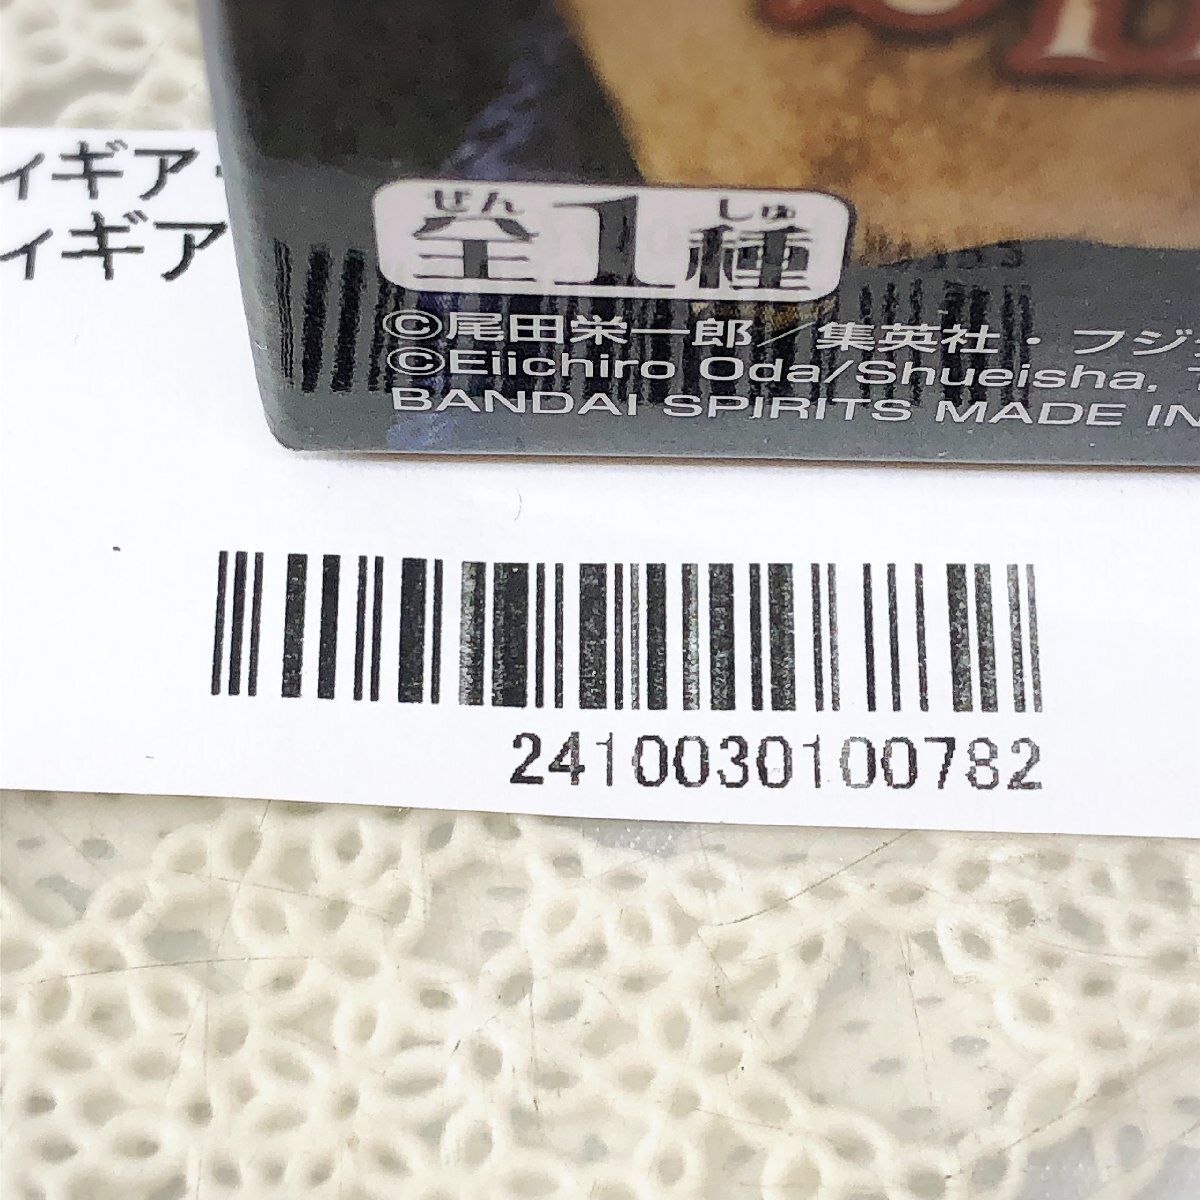 ィギア
ィギア
ぜん しゅ
全1種
©尾田栄一郎／集英社・フジ
©Eiichiro Oda/Shueisha, T
BANDAI SPIRITS MADE IN
2410030100782